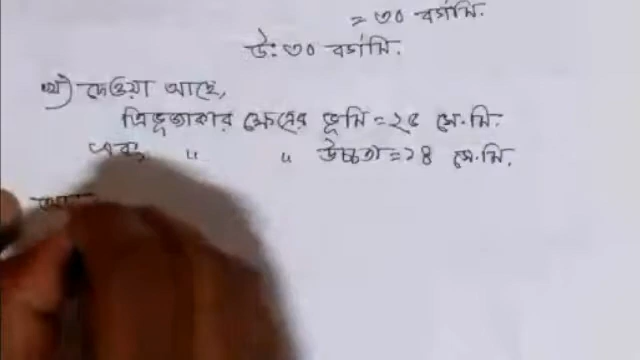 = ৩০ বর্গমি.
উ: ৩০ বর্গমি.
খ) দেওয়া আছে,
ত্রিভূজাকার ক্ষেত্রের ভূমি = ২৫ সে.মি.
এবং " " উচ্চতা = ১৪ সে.মি.